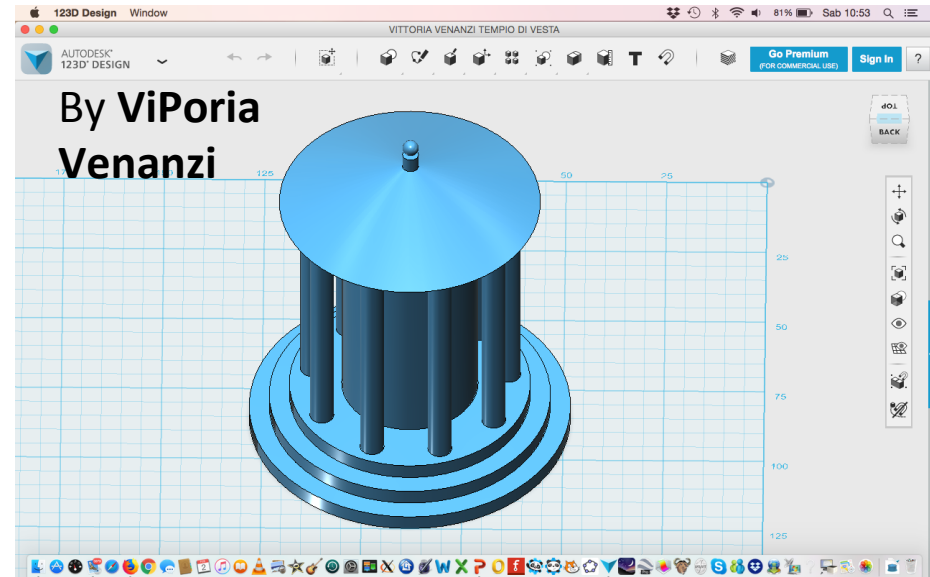 123D Design Window 81% Sab 10:53
VITTORIA VENANZI TEMPIO DI VESTA
AUTODESK®
123D® DESIGN
T
Go Premium
(FOR COMMERCIAL USE)
Sign In
?
By ViPoria
Venanzi
TOP
BACK
125
50
25
25
50
75
100
125